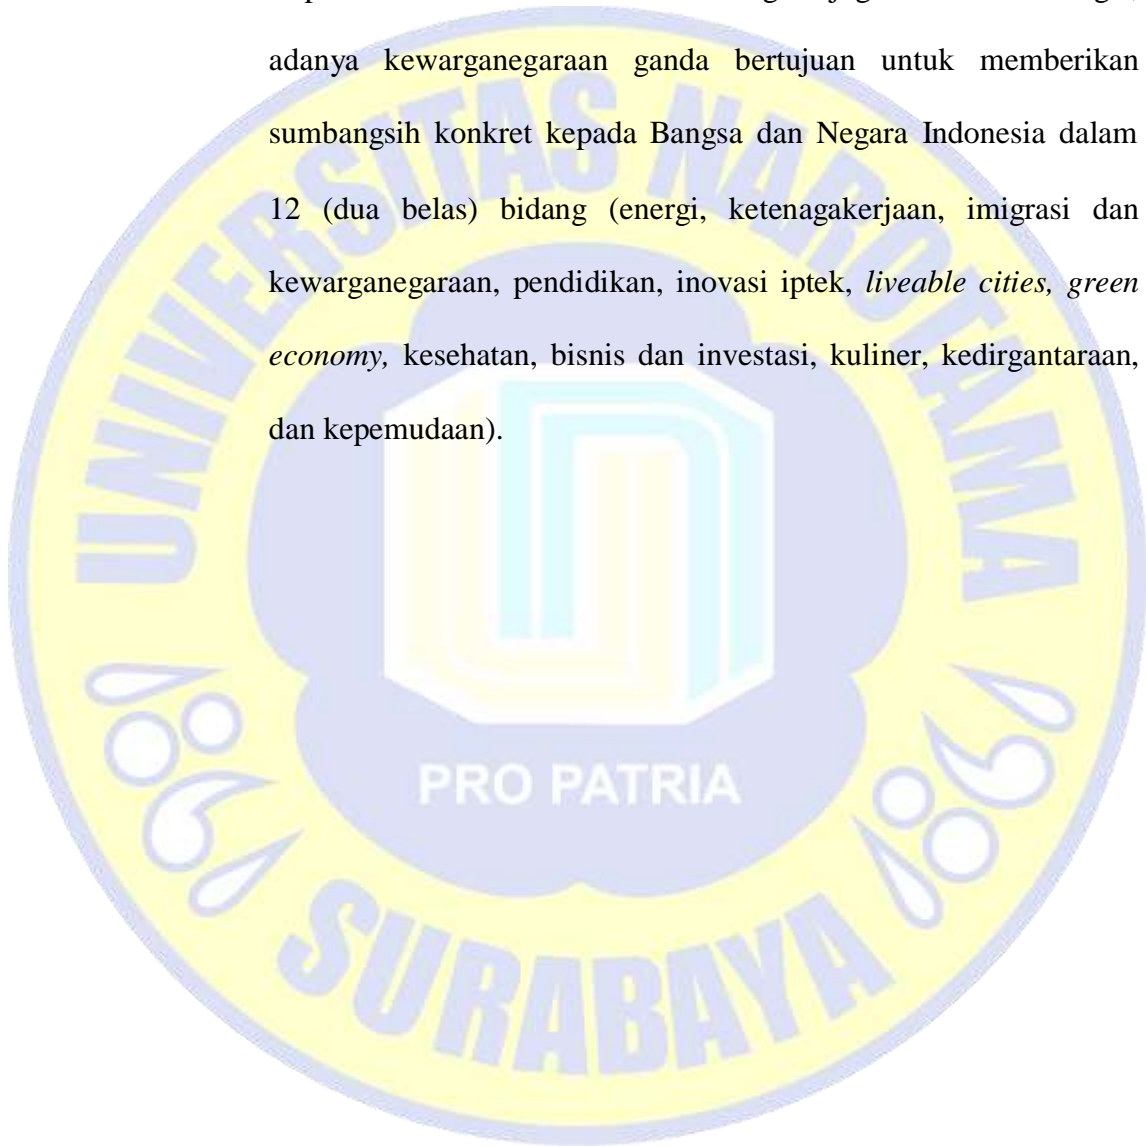 adanya kewarganegaraan ganda bertujuan untuk memberikan
sumbangsih konkret kepada Bangsa dan Negara Indonesia dalam
12 (dua belas) bidang (energi, ketenagakerjaan, imigrasi dan
kewarganegaraan, pendidikan, inovasi iptek, liveable cities, green
economy, kesehatan, bisnis dan investasi, kuliner, kedirgantaraan,
dan kepemudaan).
UNIVERSITAS NAROTAMA
PRO PATRIA
SURABAYA